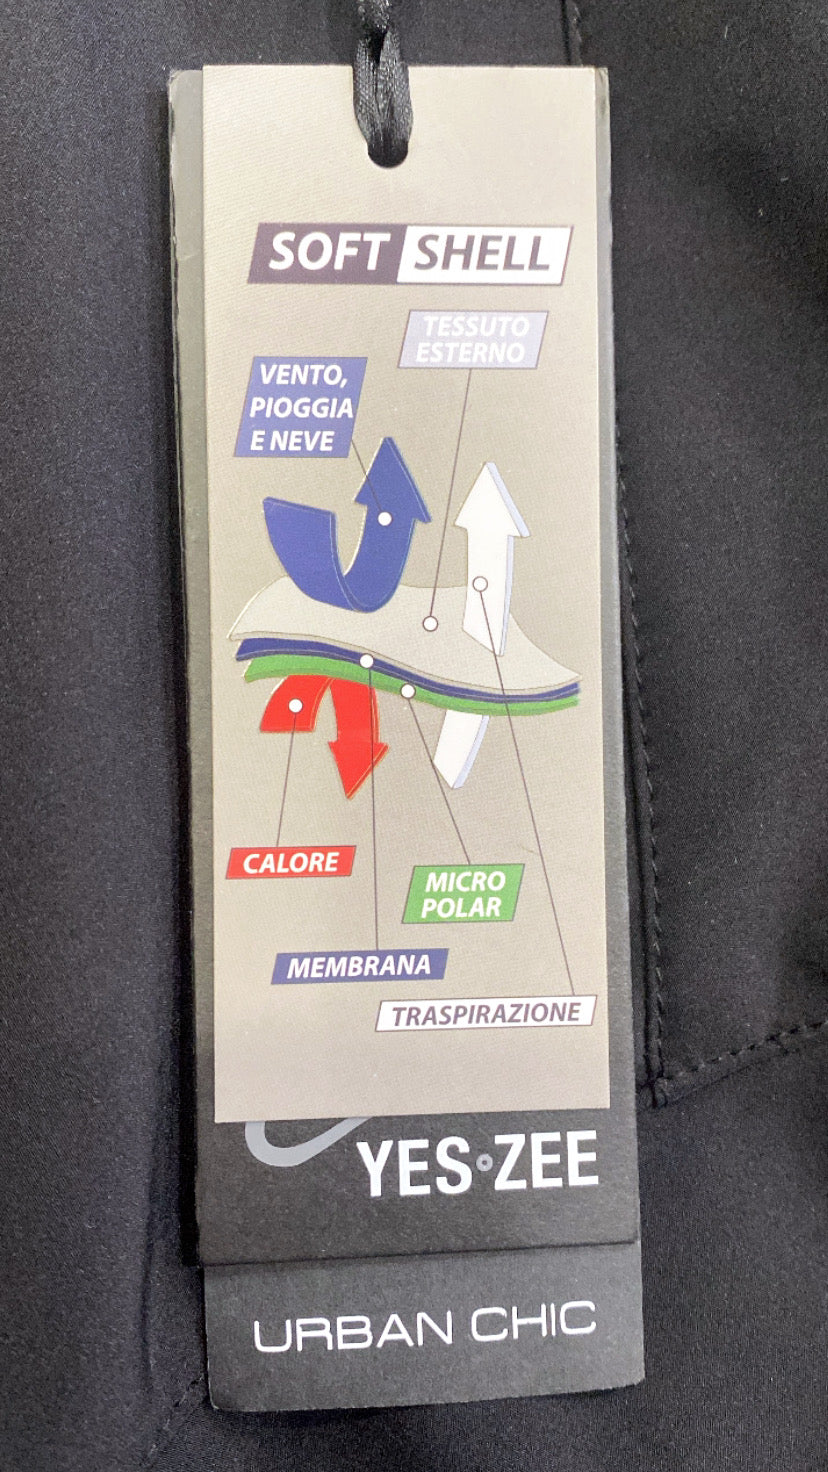 SOFT SHELL
TESSUTO
ESTERNO
VENTO,
PIOGGIA
E NEVE
CALORE
MICRO
POLAR
MEMBRANA
TRASPIRAZIONE
YES•ZEE
URBAN CHIC